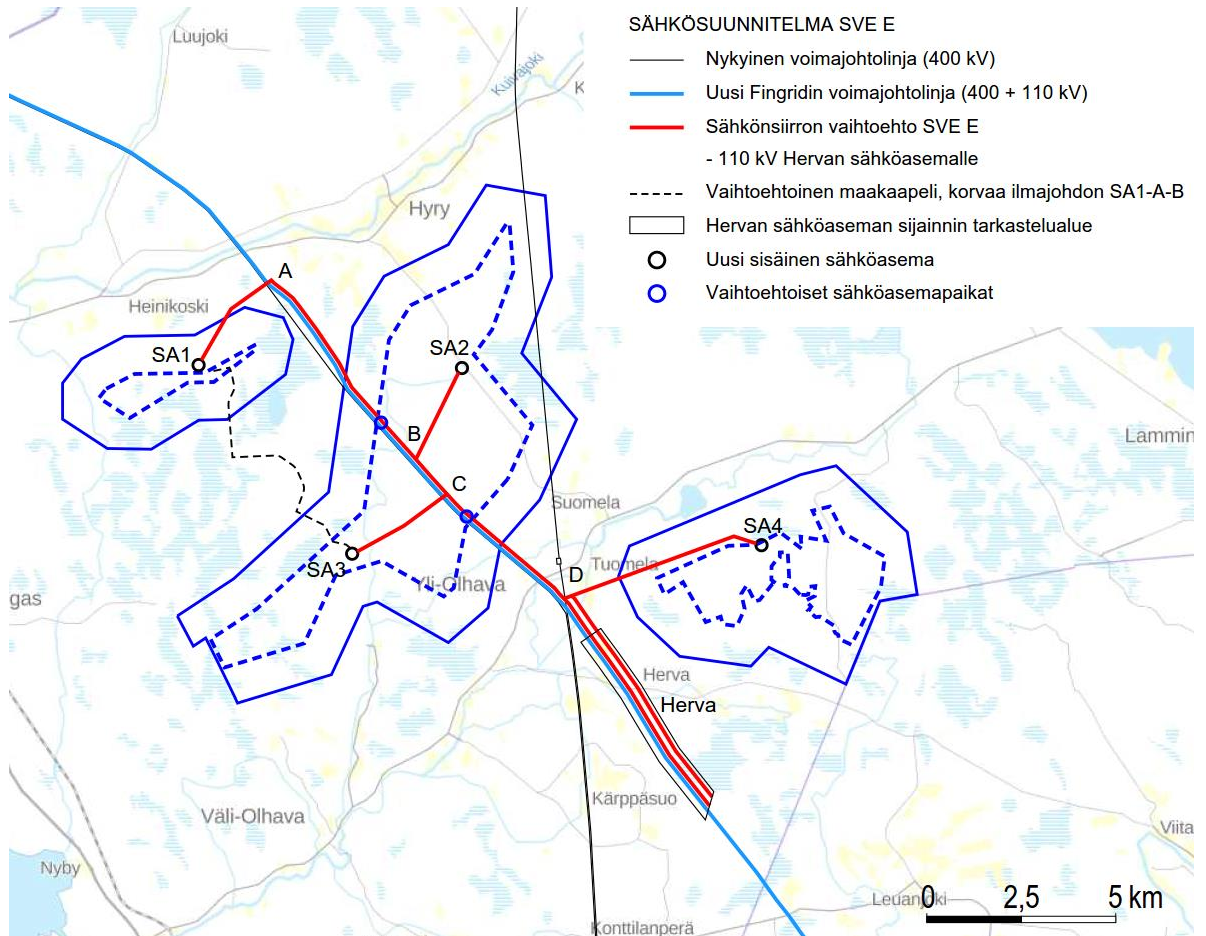 SÄHKÖSUUNNITELMA SVE E
Nykyinen voimajohtolinja (400 kV)
Uusi Fingridin voimajohtolinja (400 + 110 kV)
Sähkönsiirron vaihtoehto SVE E
- 110 kV Hervan sähköasemalle
Vaihtoehtoinen maakaapeli, korvaa ilmajohdon SA1-A-B
Hervan sähköaseman sijainnin tarkastelualue
Uusi sisäinen sähköasema
Vaihtoehtoiset sähköasemapaikat
Luujoki
Kuivajoki
K
Hyry
A
Heinikoski
SA1
SA2
B
C
Lammin
Suomela
SA4
SA3
Tuomela
D
Yli-Olhava
gas
Herva
Herva
Kärppäsuo
Väli-Olhava
Viita
Nyby
Leuanjoki
0 2,5 5 km
Konttilanperä